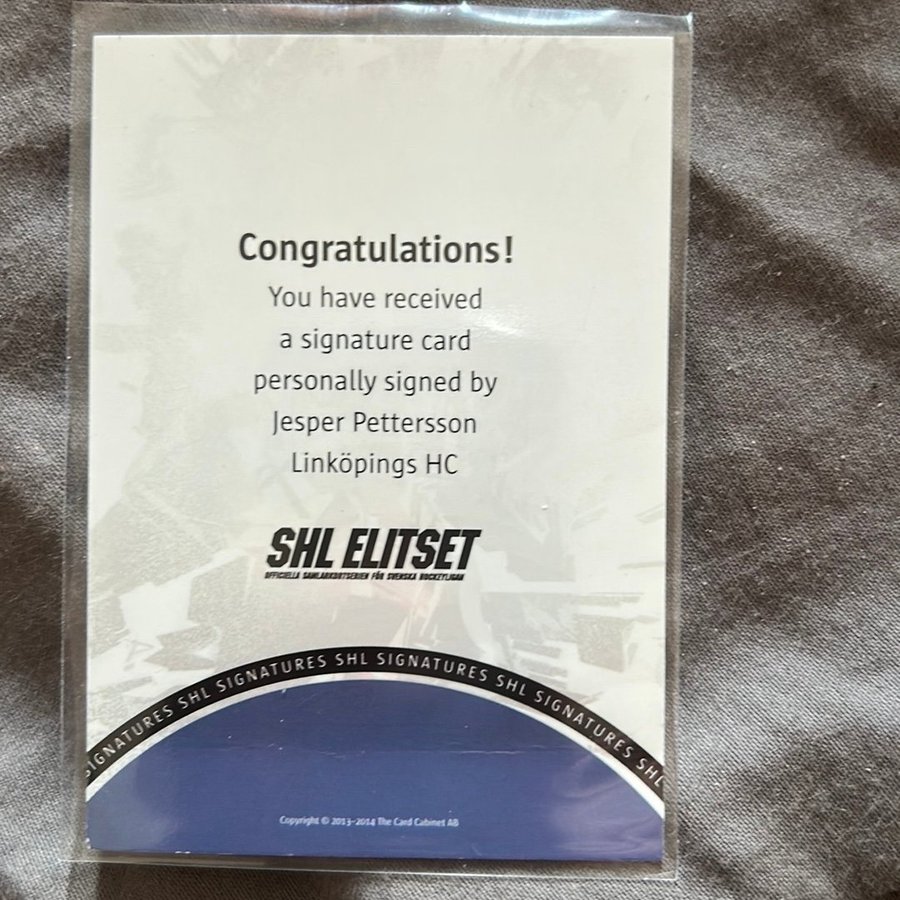 Congratulations!
You have received
a signature card
personally signed by
Jesper Pettersson
Linköpings HC
SHL ELITSET
OFFICIELLA SAMLARKORTSERIEN FÖR SVENSKA HOCKEYLIGAN
SIGNATURES SHL SIGNATURES SHL SIGNATURES SHL SIGNATURES SHL
Copyright © 2013-2014 The Card Cabinet AB